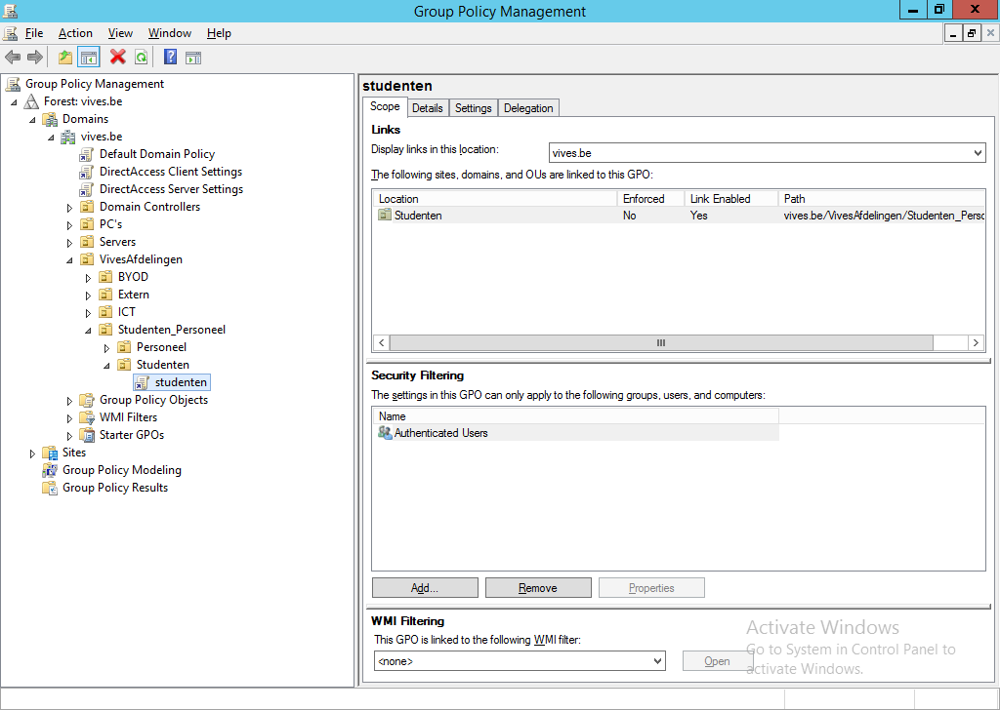 Group Policy Management
File Action View Window Help
Group Policy Management
Forest: vives.be
Domains
vives.be
Default Domain Policy
DirectAccess Client Settings
DirectAccess Server Settings
Domain Controllers
PC's
Servers
VivesAfdelingen
BYOD
Extern
ICT
Studenten_Personeel
Personeel
Studenten
studenten
Group Policy Objects
WMI Filters
Starter GPOs
Sites
Group Policy Modeling
Group Policy Results
studenten
Scope Details Settings Delegation
Links
Display links in this location: vives.be
The following sites, domains, and OUs are linked to this GPO:
Location Enforced Link Enabled Path
Studenten No Yes vives.be/VivesAfdelingen/Studenten_Perso
Security Filtering
The settings in this GPO can only apply to the following groups, users, and computers:
Name
Authenticated Users
Add... Remove Properties
WMI Filtering
This GPO is linked to the following WMI filter:
<none> Open
Activate Windows
Go to System in Control Panel to
activate Windows.